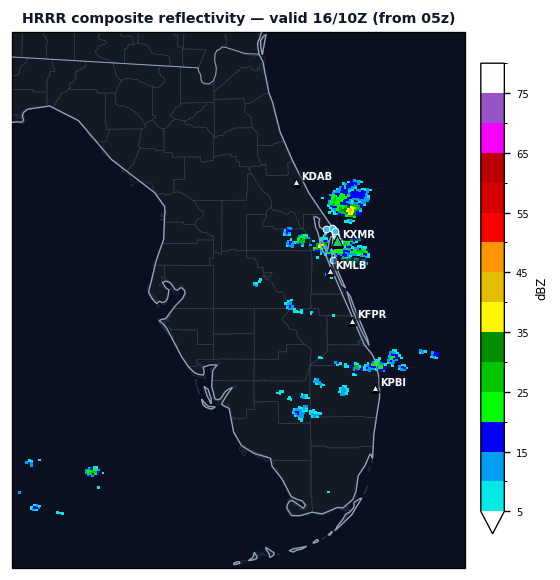 HRRR composite reflectivity — valid 16/10Z (from 05z)
KDAB
KXMR
KMLB
KFPR
KPBI
75
65
55
45
35
25
15
5
dBZ